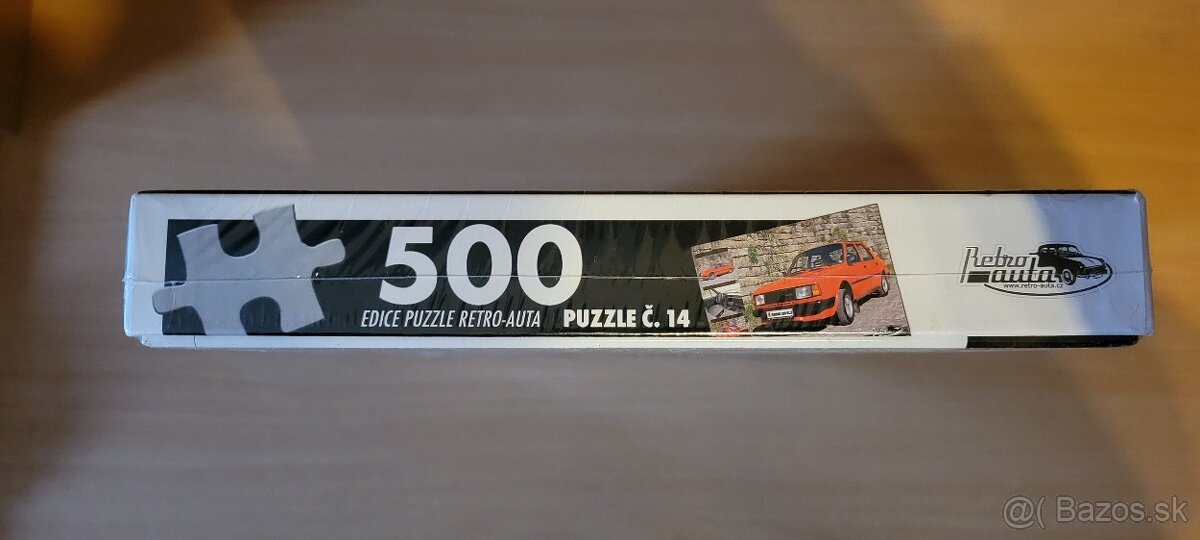 500
EDICE PUZZLE RETRO-AUTA PUZZLE Č. 14
Retro
auta
www.retro-auta.cz
@( Bazos.sk